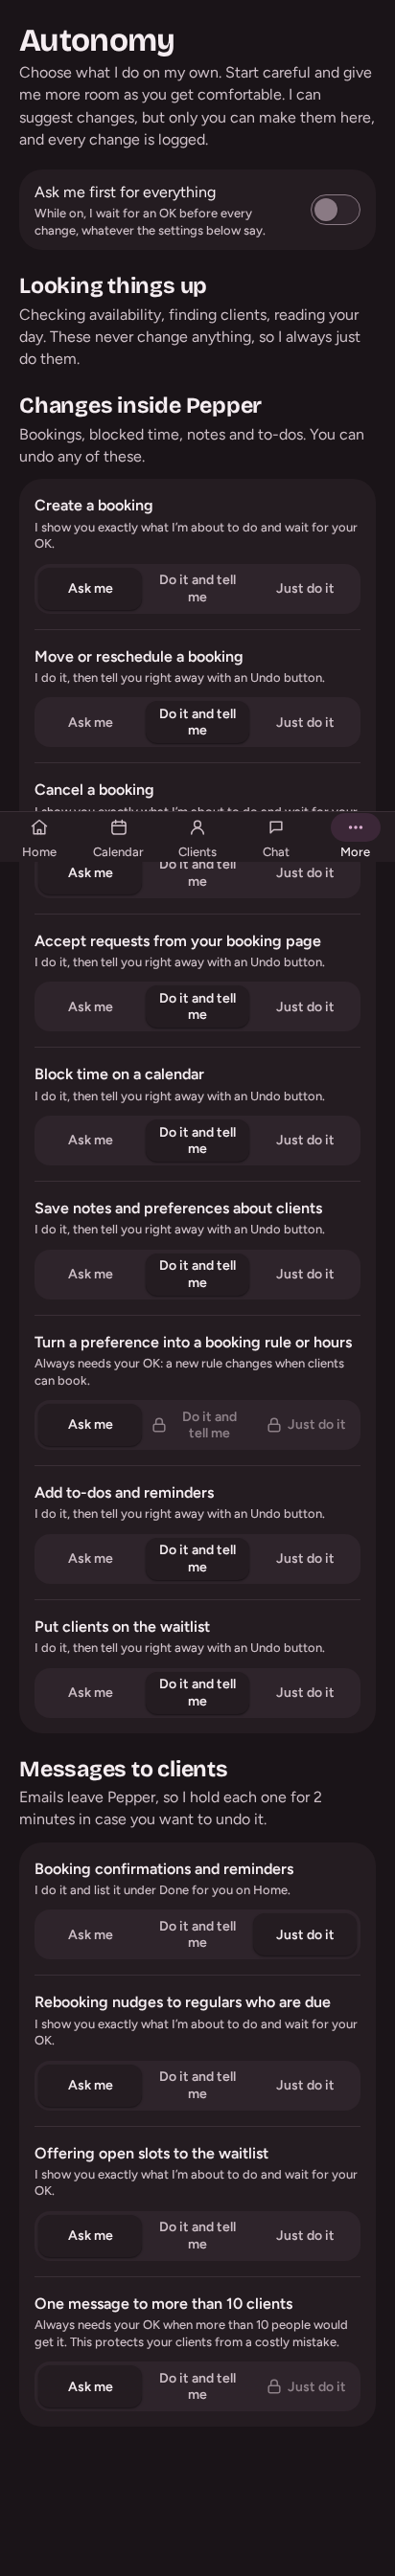 Autonomy
Choose what I do on my own. Start careful and give
me more room as you get comfortable. I can
suggest changes, but only you can make them here,
and every change is logged.
Ask me first for everything
While on, I wait for an OK before every
change, whatever the settings below say.
Looking things up
Checking availability, finding clients, reading your
day. These never change anything, so I always just
do them.
Changes inside Pepper
Bookings, blocked time, notes and to-dos. You can
undo any of these.
Create a booking
I show you exactly what I'm about to do and wait for your
OK.
Ask me
Do it and tell
me
Just do it
Move or reschedule a booking
I do it, then tell you right away with an Undo button.
Ask me
Do it and tell
me
Just do it
Cancel a booking
Home
Calendar
Clients
Chat
More
Ask me
Do it and tell
me
Just do it
Accept requests from your booking page
I do it, then tell you right away with an Undo button.
Ask me
Do it and tell
me
Just do it
Block time on a calendar
I do it, then tell you right away with an Undo button.
Ask me
Do it and tell
me
Just do it
Save notes and preferences about clients
I do it, then tell you right away with an Undo button.
Ask me
Do it and tell
me
Just do it
Turn a preference into a booking rule or hours
Always needs your OK: a new rule changes when clients
can book.
Ask me
Do it and
tell me
Just do it
Add to-dos and reminders
I do it, then tell you right away with an Undo button.
Ask me
Do it and tell
me
Just do it
Put clients on the waitlist
I do it, then tell you right away with an Undo button.
Ask me
Do it and tell
me
Just do it
Messages to clients
Emails leave Pepper, so I hold each one for 2
minutes in case you want to undo it.
Booking confirmations and reminders
I do it and list it under Done for you on Home.
Ask me
Do it and tell
me
Just do it
Rebooking nudges to regulars who are due
I show you exactly what I'm about to do and wait for your
OK.
Ask me
Do it and tell
me
Just do it
Offering open slots to the waitlist
I show you exactly what I'm about to do and wait for your
OK.
Ask me
Do it and tell
me
Just do it
One message to more than 10 clients
Always needs your OK when more than 10 people would
get it. This protects your clients from a costly mistake.
Ask me
Do it and tell
me
Just do it